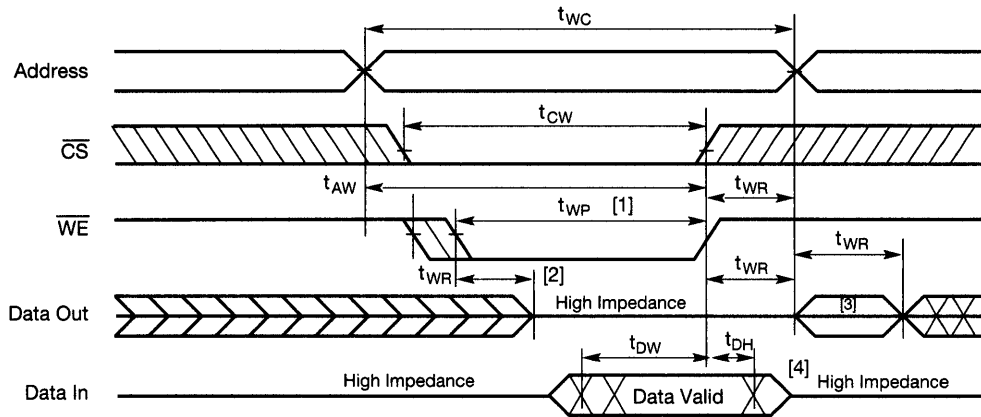 tWC
Address
tCW
CS
tAW
tWR
tWP [1]
WE
tWR
tWR [2]
tWR
Data Out
High Impedance
[3]
tDW
tDH
Data In
High Impedance
Data Valid
[4]
High Impedance